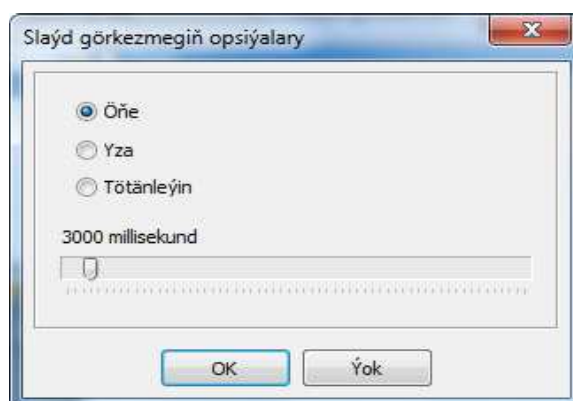 Slaýd görkezmegiň opsiýalary
Öňe
Yza
Tötänleýin
3000 millisekund
OK
Ýok